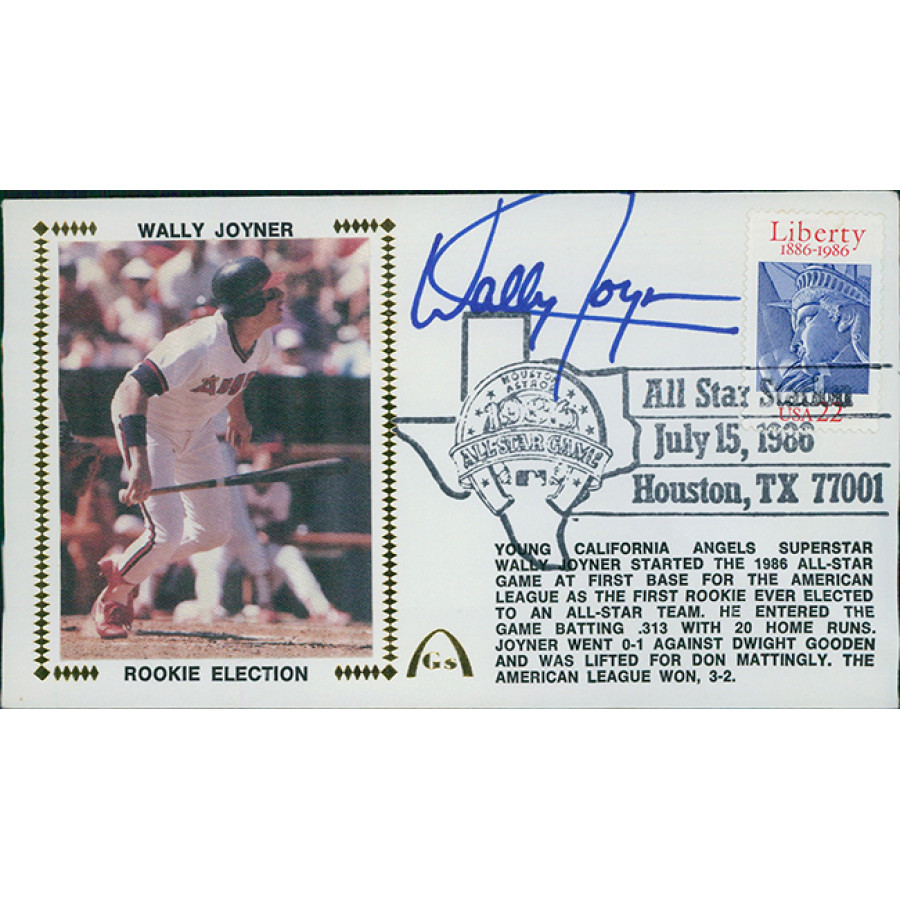 WALLY JOYNER
ANGELS
ROOKIE ELECTION
Wally Joyner
Liberty
1886-1986
USA 22
HOUSTON
ASTROS
1986
ALL-STAR GAME
All Star Station
July 15, 1986
Houston, TX 77001
Gs
YOUNG CALIFORNIA ANGELS SUPERSTAR
WALLY JOYNER STARTED THE 1986 ALL-STAR
GAME AT FIRST BASE FOR THE AMERICAN
LEAGUE AS THE FIRST ROOKIE EVER ELECTED
TO AN ALL-STAR TEAM. HE ENTERED THE
GAME BATTING .313 WITH 20 HOME RUNS.
JOYNER WENT 0-1 AGAINST DWIGHT GOODEN
AND WAS LIFTED FOR DON MATTINGLY. THE
AMERICAN LEAGUE WON, 3-2.